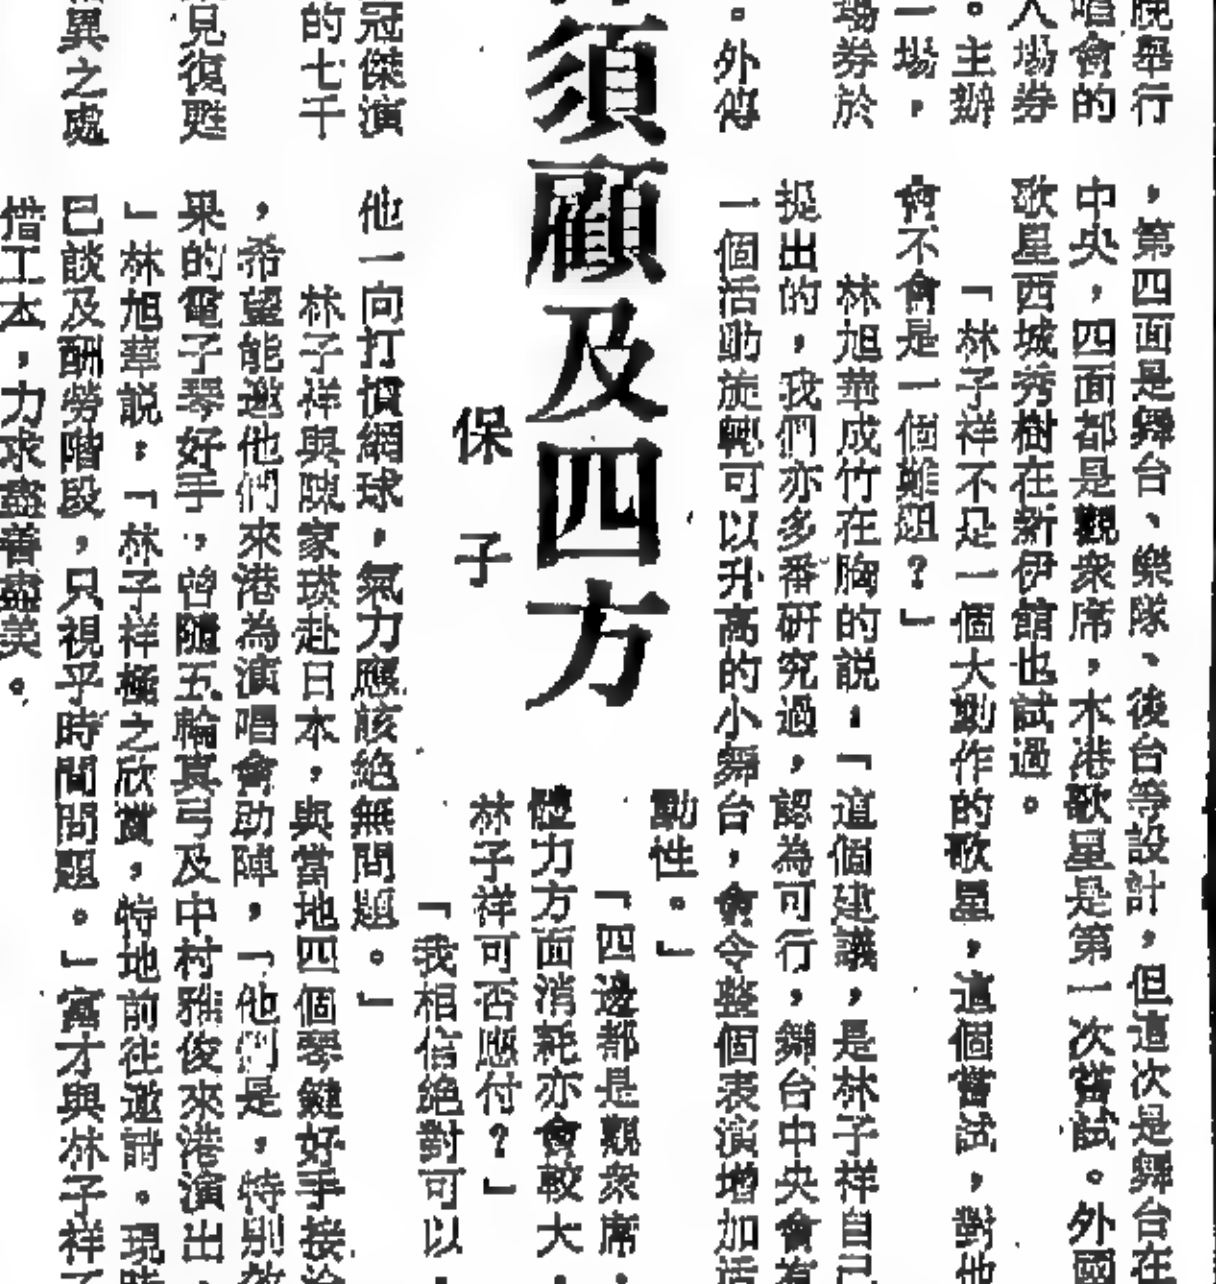 晚舉行
唱會的
入場券
。主辦
一場，
場券於
。外傳
須顧及四方
保子
冠傑演
的七千
見復甦
異之處
，第四面是舞台、樂隊、後台等設計，但這次是舞台在
中央，四面都是觀衆席，本港歌星是第一次嘗試。外國
歌星西城秀樹在新伊館也試過。
「林子祥不是一個大動作的歌星，這個嘗試，對他
會不會是一個難題？」
林旭華成竹在胸的說：「這個建議，是林子祥自己
提出的，我們亦多番研究過，認為可行，舞台中央會有
一個活動旋轉可以升高的小舞台，會令整個表演增加活
動性。」
「四邊都是觀衆席，
體力方面消耗亦會較大，
林子祥可否應付？」
「我相信絕對可以，
他一向打慣網球，氣力應該絕無問題。」
林子祥與陳家瑛赴日本，與當地四個琴鍵好手接洽
，希望能邀他們來港為演唱會助陣，「他們是，特別效
果的電子琴好手，曾隨五輪真弓及中村雅俊來港演出，
」林旭華說：「林子祥極之欣賞，特地前往邀請。現時
已談及酬勞階段，只視乎時間問題。」寓才與林子祥
惜工本，力求盡善盡美。